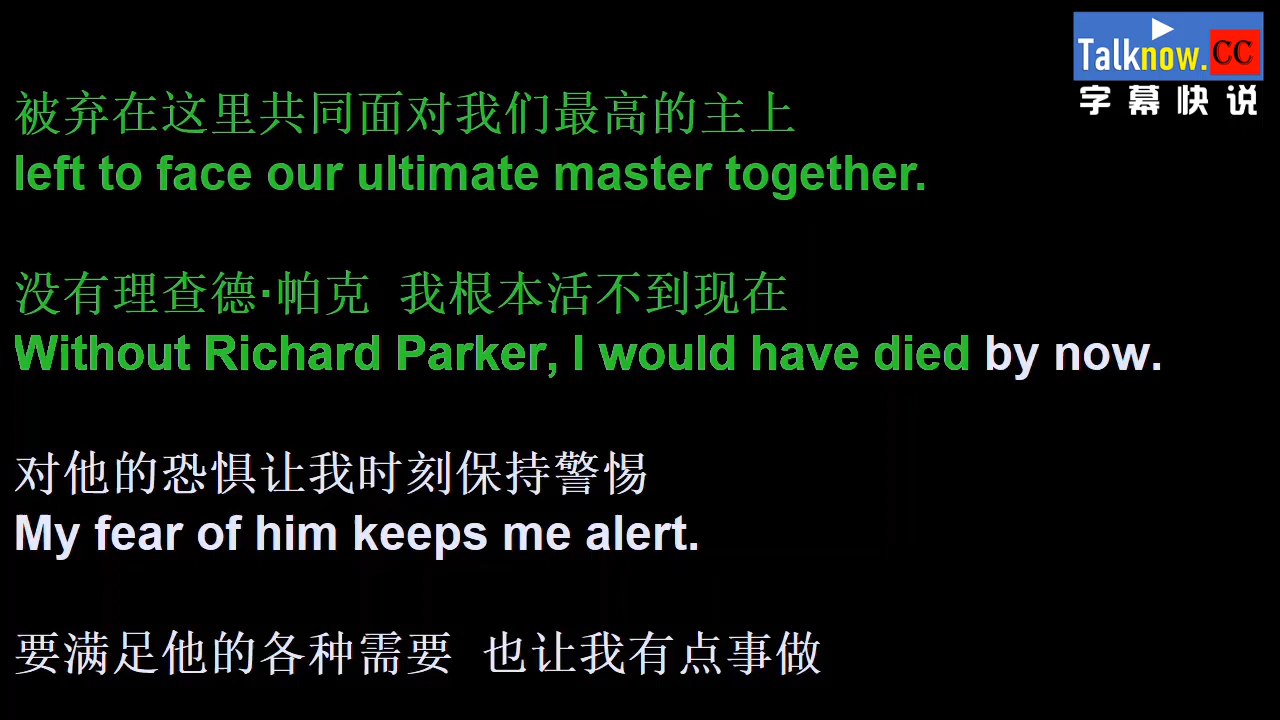 Talknow.CC
字幕快说
被弃在这里共同面对我们最高的主上
left to face our ultimate master together.
没有理查德·帕克 我根本活不到现在
Without Richard Parker, I would have died by now.
对他的恐惧让我时刻保持警惕
My fear of him keeps me alert.
要满足他的各种需要 也让我有点事做